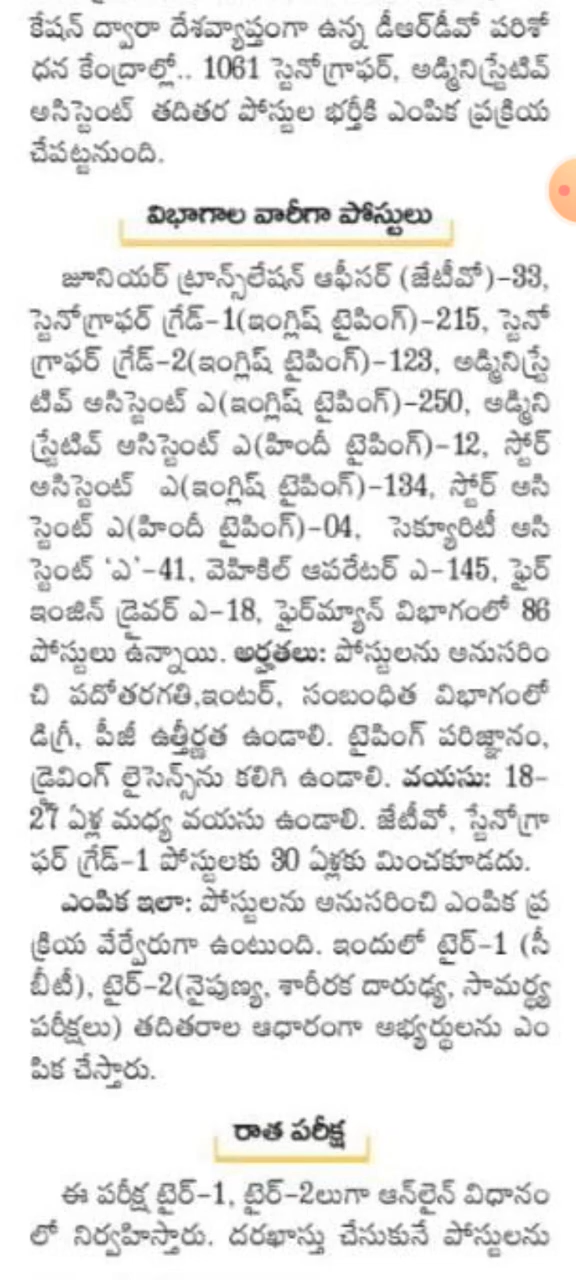 కేషన్ ద్వారా దేశవ్యాప్తంగా ఉన్న డీఆర్‌డీవో పరిశో
ధన కేంద్రాల్లో.. 1061 స్టెనోగ్రాఫర్, అడ్మినిస్ట్రేటివ్
అసిస్టెంట్ తదితర పోస్టుల భర్తీకి ఎంపిక ప్రక్రియ
చేపట్టనుంది.
విభాగాల వారీగా పోస్టులు
జూనియర్ ట్రాన్స్‌లేషన్ ఆఫీసర్ (జేటీవో)-33,
స్టెనోగ్రాఫర్ గ్రేడ్-1(ఇంగ్లిష్ టైపింగ్)-215, స్టెనో
గ్రాఫర్ గ్రేడ్-2(ఇంగ్లిష్ టైపింగ్)-123, అడ్మినిస్ట్రే
టివ్ అసిస్టెంట్ ఎ(ఇంగ్లిష్ టైపింగ్)-250, అడ్మిని
స్ట్రేటివ్ అసిస్టెంట్ ఎ(హిందీ టైపింగ్)-12, స్టోర్
అసిస్టెంట్ ఎ(ఇంగ్లిష్ టైపింగ్)-134, స్టోర్ అసి
స్టెంట్ ఎ(హిందీ టైపింగ్)-04, సెక్యూరిటీ అసి
స్టెంట్ 'ఎ'-41, వెహికిల్ ఆపరేటర్ ఎ-145, ఫైర్
ఇంజిన్ డ్రైవర్ ఎ-18, ఫైర్‌మ్యాన్ విభాగంలో 86
పోస్టులు ఉన్నాయి. అర్హతలు: పోస్టులను అనుసరిం
చి పదోతరగతి,ఇంటర్, సంబంధిత విభాగంలో
డిగ్రీ, పీజీ ఉత్తీర్ణత ఉండాలి. టైపింగ్ పరిజ్ఞానం,
డ్రైవింగ్ లైసెన్స్‌ను కలిగి ఉండాలి. వయసు: 18-
27 ఏళ్ల మధ్య వయసు ఉండాలి. జేటీవో, స్టేనోగ్రా
ఫర్ గ్రేడ్-1 పోస్టులకు 30 ఏళ్లకు మించకూడదు.
ఎంపిక ఇలా: పోస్టులను అనుసరించి ఎంపిక ప్ర
క్రియ వేర్వేరుగా ఉంటుంది. ఇందులో టైర్-1 (సీ
బీటీ), టైర్-2(నైపుణ్య, శారీరక దారుఢ్య, సామర్థ్య
పరీక్షలు) తదితరాల ఆధారంగా అభ్యర్థులను ఎం
పిక చేస్తారు.
రాత పరీక్ష
ఈ పరీక్ష టైర్-1, టైర్-2లుగా ఆన్‌లైన్ విధానం
లో నిర్వహిస్తారు. దరఖాస్తు చేసుకునే పోస్టులను